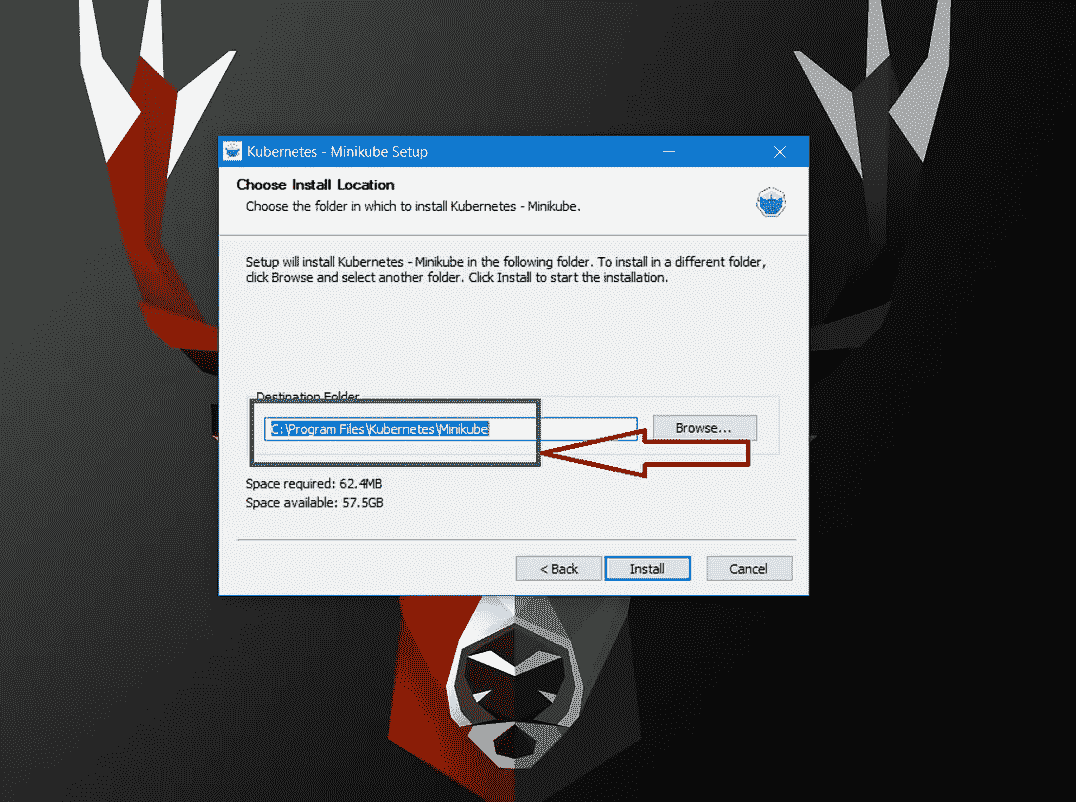 Kubernetes - Minikube Setup
Choose Install Location
Choose the folder in which to install Kubernetes - Minikube.
Setup will install Kubernetes - Minikube in the following folder. To install in a different folder,
click Browse and select another folder. Click Install to start the installation.
Destination Folder
C:\Program Files\Kubernetes\Minikube
Browse...
Space required: 62.4MB
Space available: 57.5GB
< Back
Install
Cancel